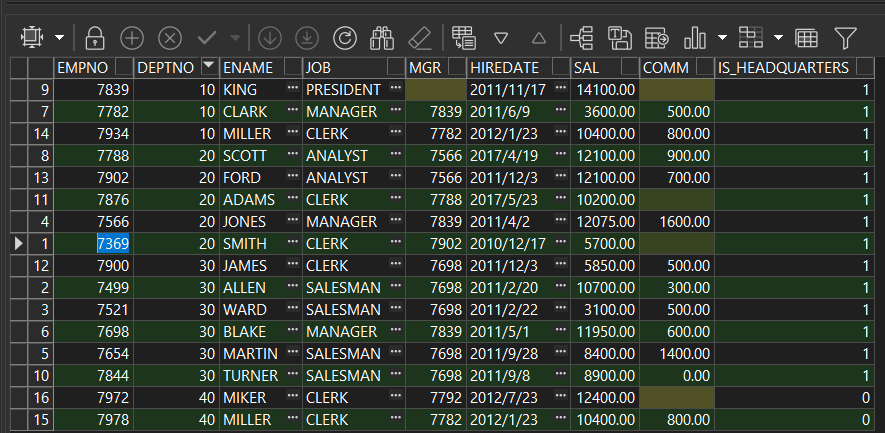 EMPNO DEPTNO ENAME JOB MGR HIREDATE SAL COMM IS_HEADQUARTERS
9 7839 10 KING ··· PRESIDENT ··· 2011/11/17 ··· 14100.00 1
7 7782 10 CLARK ··· MANAGER ··· 7839 2011/6/9 ··· 3600.00 500.00 1
14 7934 10 MILLER ··· CLERK ··· 7782 2012/1/23 ··· 10400.00 800.00 1
8 7788 20 SCOTT ··· ANALYST ··· 7566 2017/4/19 ··· 12100.00 900.00 1
13 7902 20 FORD ··· ANALYST ··· 7566 2011/12/3 ··· 12100.00 700.00 1
11 7876 20 ADAMS ··· CLERK ··· 7788 2017/5/23 ··· 10200.00 1
4 7566 20 JONES ··· MANAGER ··· 7839 2011/4/2 ··· 12075.00 1600.00 1
1 7369 20 SMITH ··· CLERK ··· 7902 2010/12/17 ··· 5700.00 1
12 7900 30 JAMES ··· CLERK ··· 7698 2011/12/3 ··· 5850.00 500.00 1
2 7499 30 ALLEN ··· SALESMAN ··· 7698 2011/2/20 ··· 10700.00 300.00 1
3 7521 30 WARD ··· SALESMAN ··· 7698 2011/2/22 ··· 3100.00 500.00 1
6 7698 30 BLAKE ··· MANAGER ··· 7839 2011/5/1 ··· 11950.00 600.00 1
5 7654 30 MARTIN ··· SALESMAN ··· 7698 2011/9/28 ··· 8400.00 1400.00 1
10 7844 30 TURNER ··· SALESMAN ··· 7698 2011/9/8 ··· 8900.00 0.00 1
16 7972 40 MIKER ··· CLERK ··· 7792 2012/7/23 ··· 12400.00 0
15 7978 40 MILLER ··· CLERK ··· 7782 2012/1/23 ··· 10400.00 800.00 0